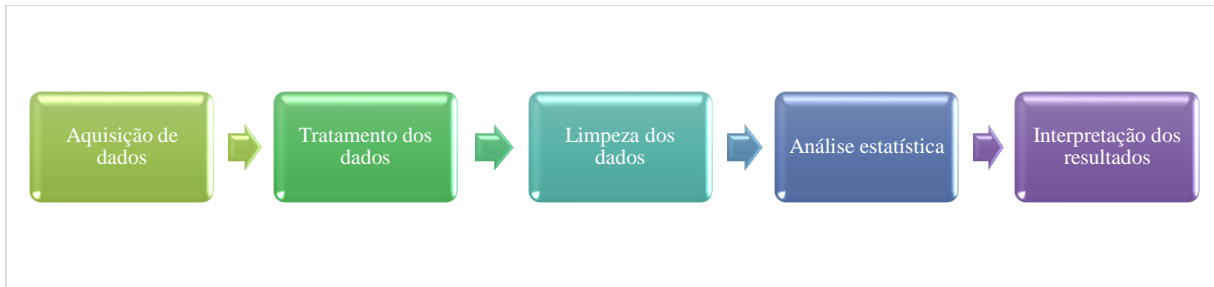 Aquisição de
dados
Tratamento dos
dados
Limpeza dos
dados
Análise estatística
Interpretação dos
resultados